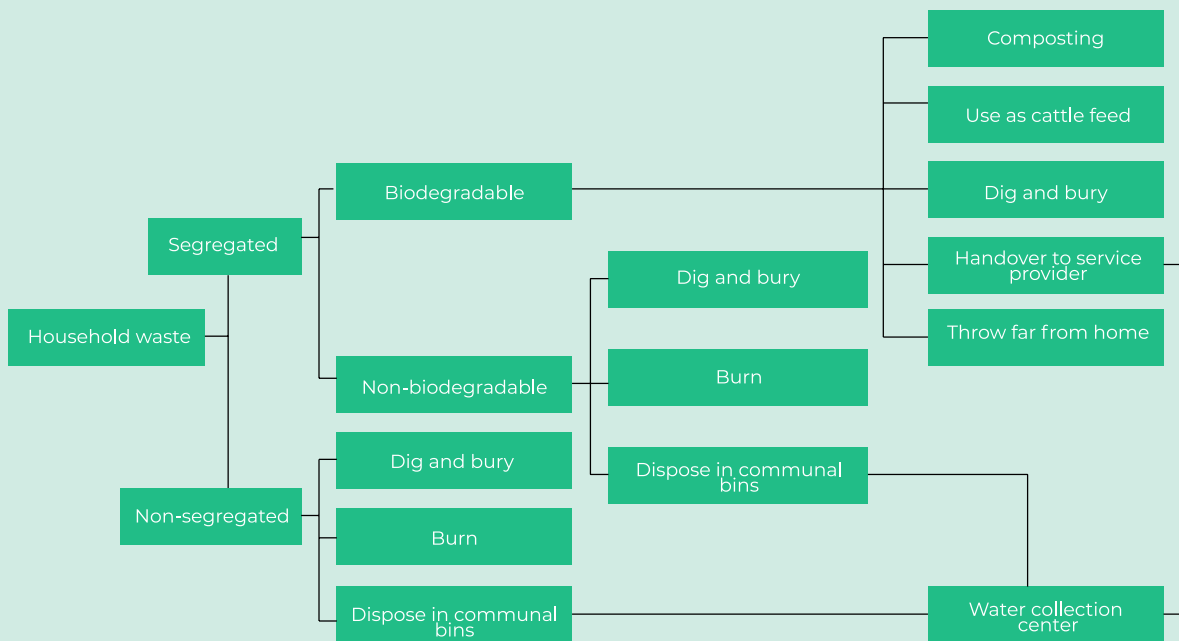 Household waste
Segregated
Non-segregated
Biodegradable
Non-biodegradable
Dig and bury
Burn
Dispose in communal
bins
Dig and bury
Burn
Dispose in communal
bins
Composting
Use as cattle feed
Dig and bury
Handover to service
provider
Throw far from home
Water collection
center